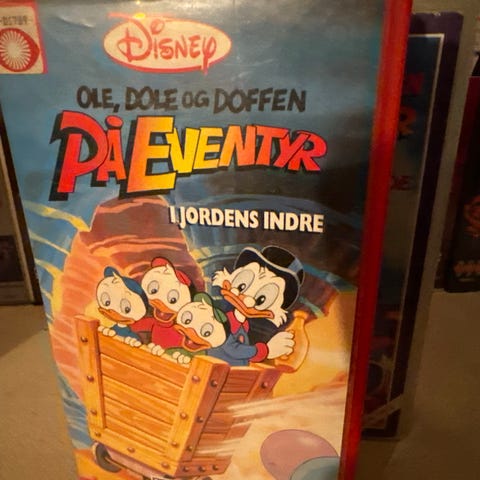 DISNEY
OLE, DOLE OG DOFFEN
PÅ EVENTYR
I JORDENS INDRE